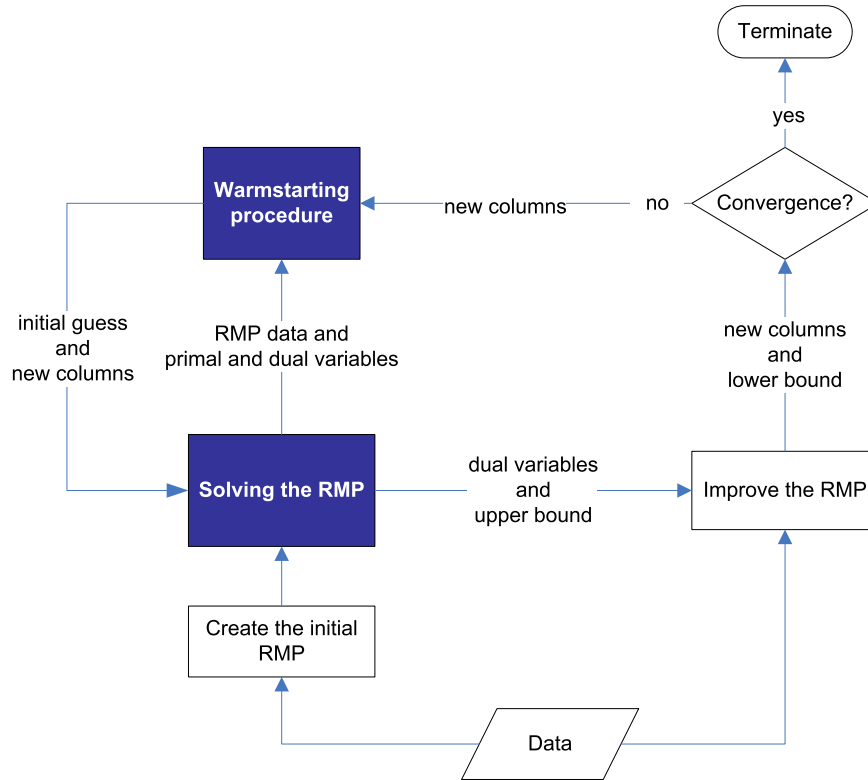 Terminate
yes
Warmstarting
procedure
new columns
no
Convergence?
initial guess
and
new columns
RMP data and
primal and dual variables
new columns
and
lower bound
Solving the RMP
dual variables
and
upper bound
Improve the RMP
Create the initial
RMP
Data